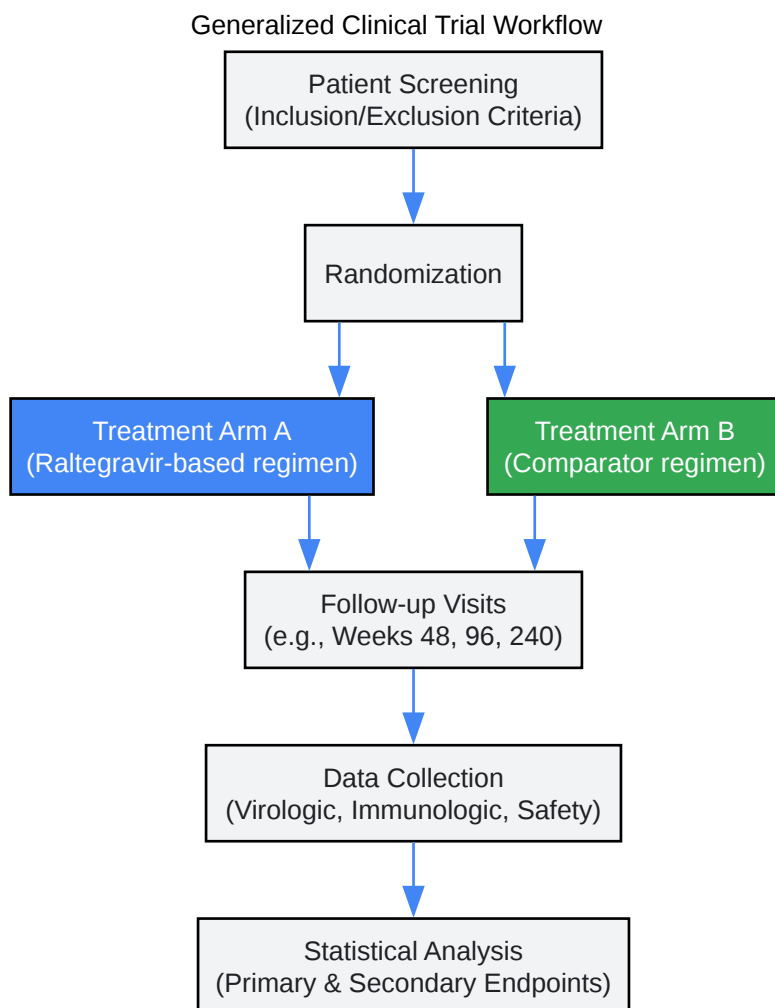 Generalized Clinical Trial Workflow
Patient Screening
(Inclusion/Exclusion Criteria)
Randomization
Treatment Arm A
(Raltegravir-based regimen)
Treatment Arm B
(Comparator regimen)
Follow-up Visits
(e.g., Weeks 48, 96, 240)
Data Collection
(Virologic, Immunologic, Safety)
Statistical Analysis
(Primary & Secondary Endpoints)